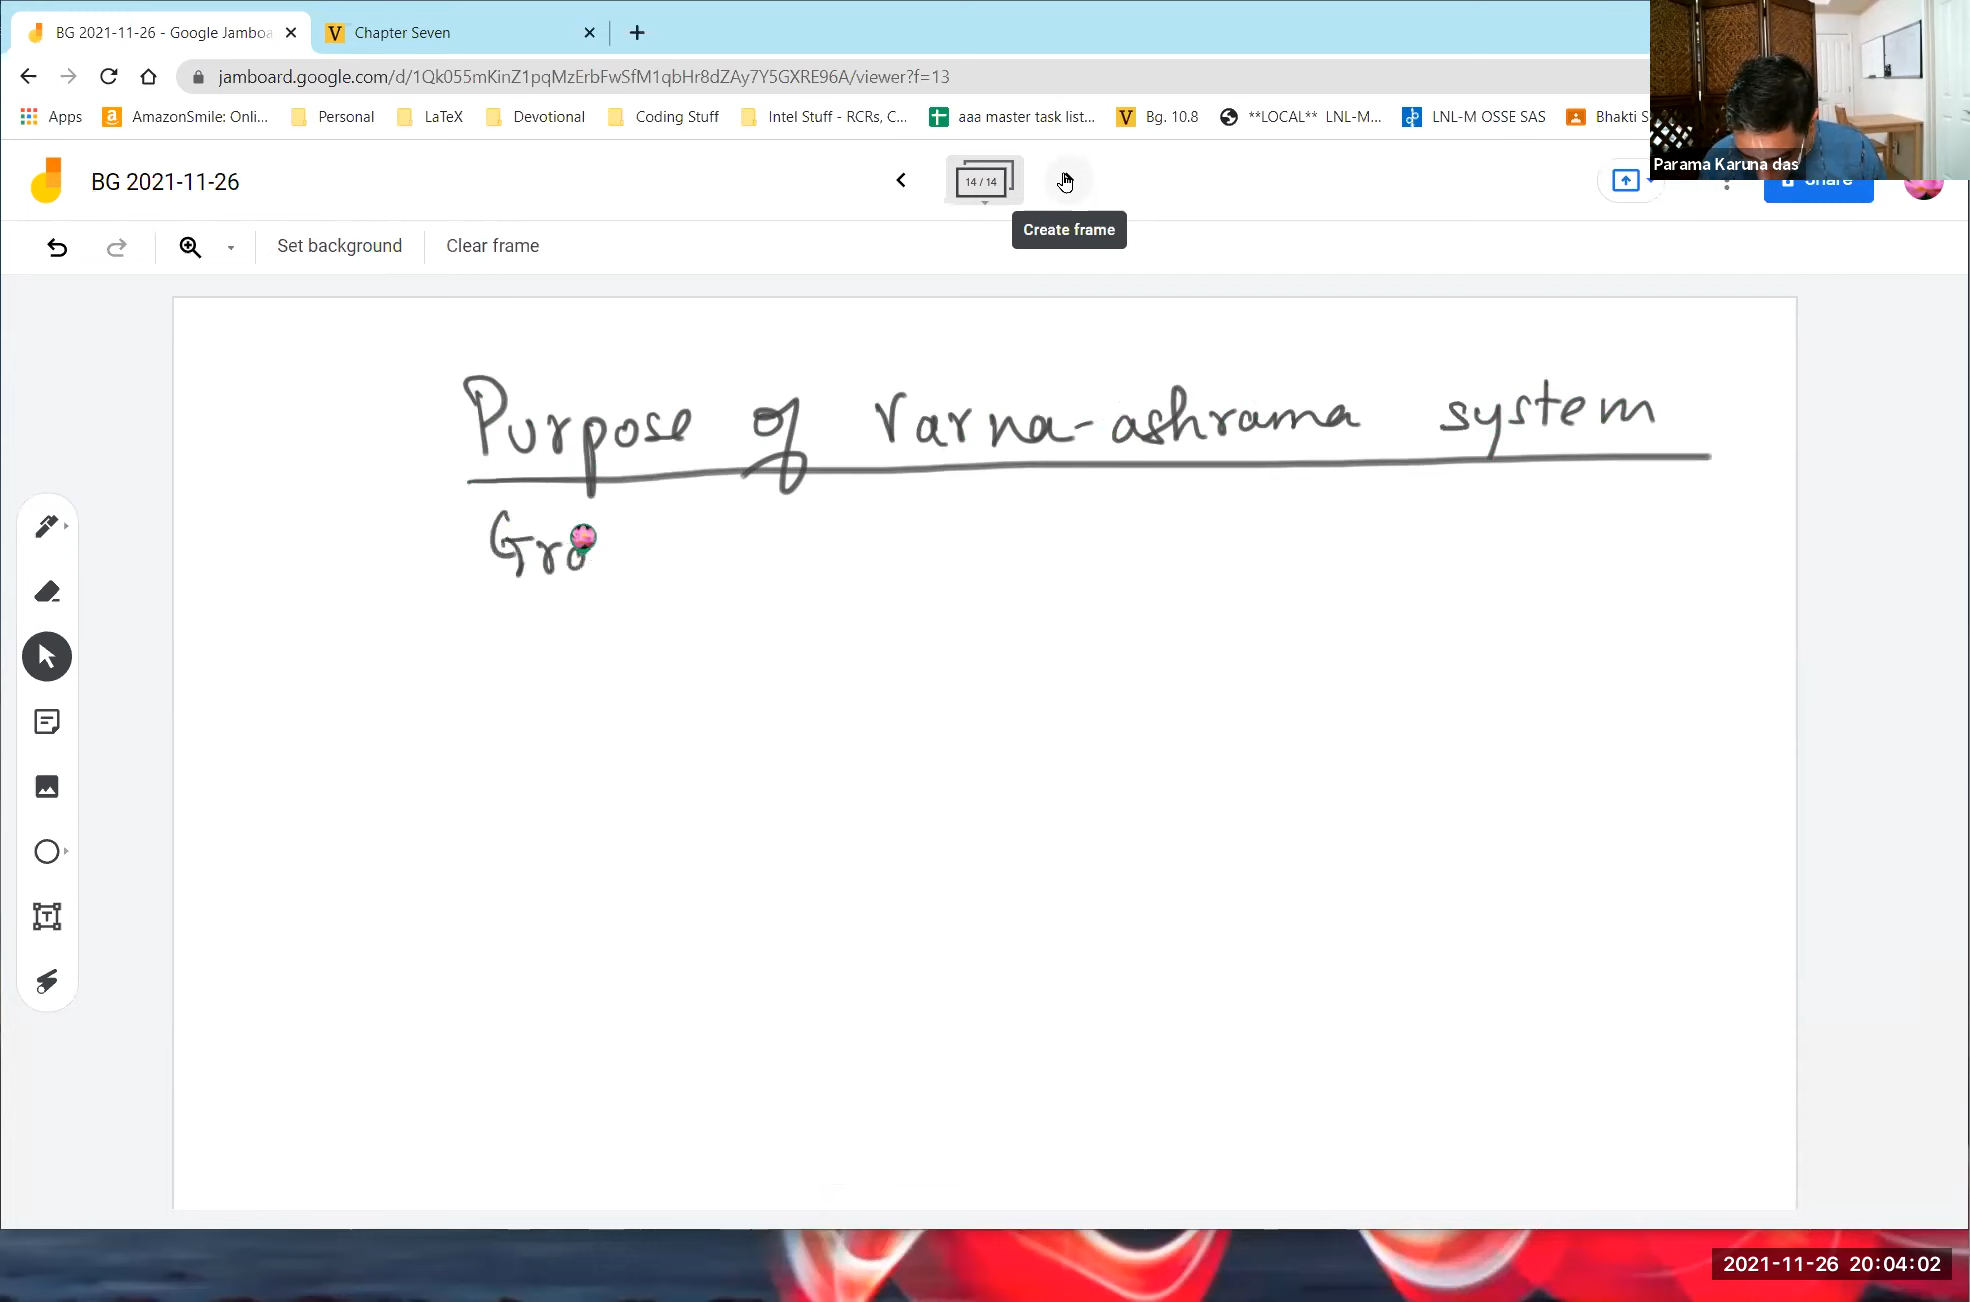 BG 2021-11-26 - Google Jamboa
Chapter Seven
jamboard.google.com/d/1Qk055mKinZ1pqMzErbFwSfM1qbHr8dZAy7Y5GXRE96A/viewer?f=13
Apps AmazonSmile: Onli... Personal LaTeX Devotional Coding Stuff Intel Stuff - RCRs, C... aaa master task list... Bg. 10.8 **LOCAL** LNL-M... LNL-M OSSE SAS Bhakti S
Parama Karuna das
BG 2021-11-26
14 / 14
Share
Create frame
Set background Clear frame
Purpose of varna-ashrama system
Gro
2021-11-26 20:04:02